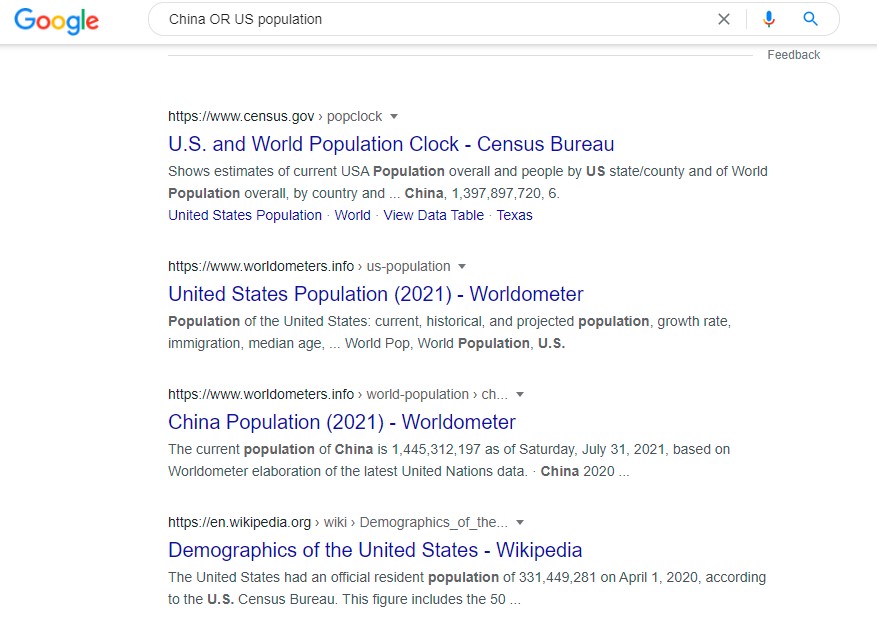 Google
China OR US population
Feedback
https://www.census.gov › popclock
U.S. and World Population Clock - Census Bureau
Shows estimates of current USA Population overall and people by US state/county and of World
Population overall, by country and ... China, 1,397,897,720, 6.
United States Population · World · View Data Table · Texas
https://www.worldometers.info › us-population
United States Population (2021) - Worldometer
Population of the United States: current, historical, and projected population, growth rate,
immigration, median age, ... World Pop, World Population, U.S.
https://www.worldometers.info › world-population › ch...
China Population (2021) - Worldometer
The current population of China is 1,445,312,197 as of Saturday, July 31, 2021, based on
Worldometer elaboration of the latest United Nations data. · China 2020 ...
https://en.wikipedia.org › wiki › Demographics_of_the...
Demographics of the United States - Wikipedia
The United States had an official resident population of 331,449,281 on April 1, 2020, according
to the U.S. Census Bureau. This figure includes the 50 ...